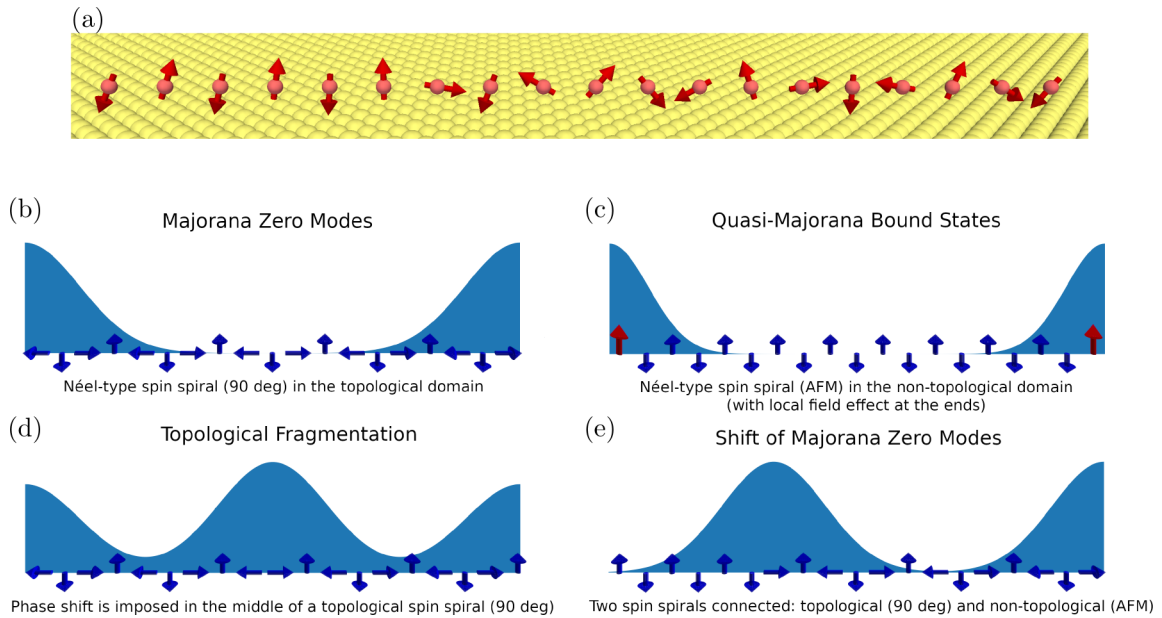 (a)
(b)
Majorana Zero Modes
Néel-type spin spiral (90 deg) in the topological domain
(c)
Quasi-Majorana Bound States
Néel-type spin spiral (AFM) in the non-topological domain
(with local field effect at the ends)
(d)
Topological Fragmentation
Phase shift is imposed in the middle of a topological spin spiral (90 deg)
(e)
Shift of Majorana Zero Modes
Two spin spirals connected: topological (90 deg) and non-topological (AFM)